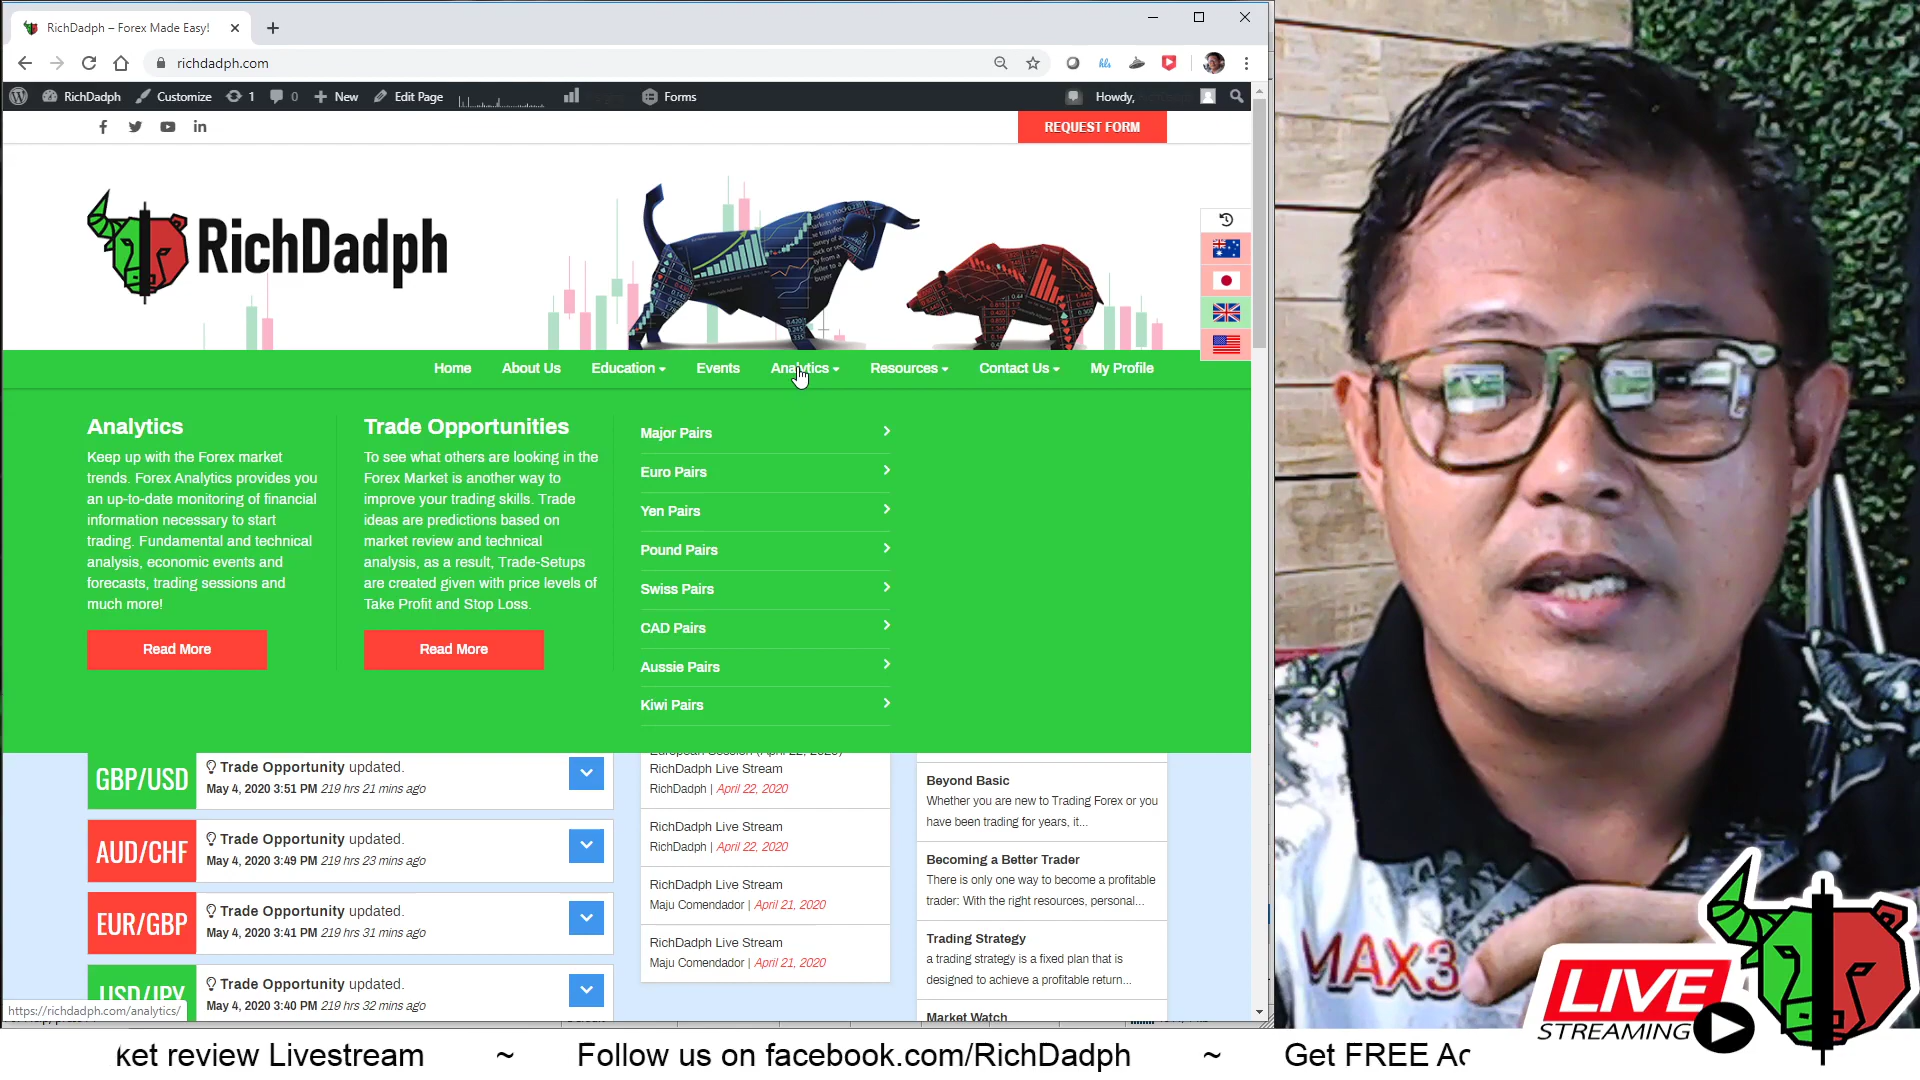 RichDadph – Forex Made Easy!
richdadph.com
RichDadph
Customize
1
0
New
Edit Page
Forms
Howdy,
REQUEST FORM
RichDadph
Home
About Us
Education
Events
Analytics
Resources
Contact Us
My Profile
Analytics
Keep up with the Forex market
trends. Forex Analytics provides you
an up-to-date monitoring of financial
information necessary to start
trading. Fundamental and technical
analysis, economic events and
forecasts, trading sessions and
much more!
Read More
Trade Opportunities
To see what others are looking in the
Forex Market is another way to
improve your trading skills. Trade
ideas are predictions based on
market review and technical
analysis, as a result, Trade-Setups
are created given with price levels of
Take Profit and Stop Loss.
Read More
Major Pairs
Euro Pairs
Yen Pairs
Pound Pairs
Swiss Pairs
CAD Pairs
Aussie Pairs
Kiwi Pairs
GBP/USD
Trade Opportunity updated.
May 4, 2020 3:51 PM 219 hrs 21 mins ago
AUD/CHF
Trade Opportunity updated.
May 4, 2020 3:49 PM 219 hrs 23 mins ago
EUR/GBP
Trade Opportunity updated.
May 4, 2020 3:41 PM 219 hrs 31 mins ago
USD/JPY
Trade Opportunity updated.
May 4, 2020 3:40 PM 219 hrs 32 mins ago
European Session (April 22, 2020)
RichDadph Live Stream
RichDadph | April 22, 2020
RichDadph Live Stream
RichDadph | April 22, 2020
RichDadph Live Stream
Maju Comendador | April 21, 2020
RichDadph Live Stream
Maju Comendador | April 21, 2020
Beyond Basic
Whether you are new to Trading Forex or you
have been trading for years, it...
Becoming a Better Trader
There is only one way to become a profitable
trader: With the right resources, personal...
Trading Strategy
a trading strategy is a fixed plan that is
designed to achieve a profitable return...
Market Watch
https://richdadph.com/analytics/
MAX3
LIVE
STREAMING
ket review Livestream ~ Follow us on facebook.com/RichDadph ~ Get FREE Ac